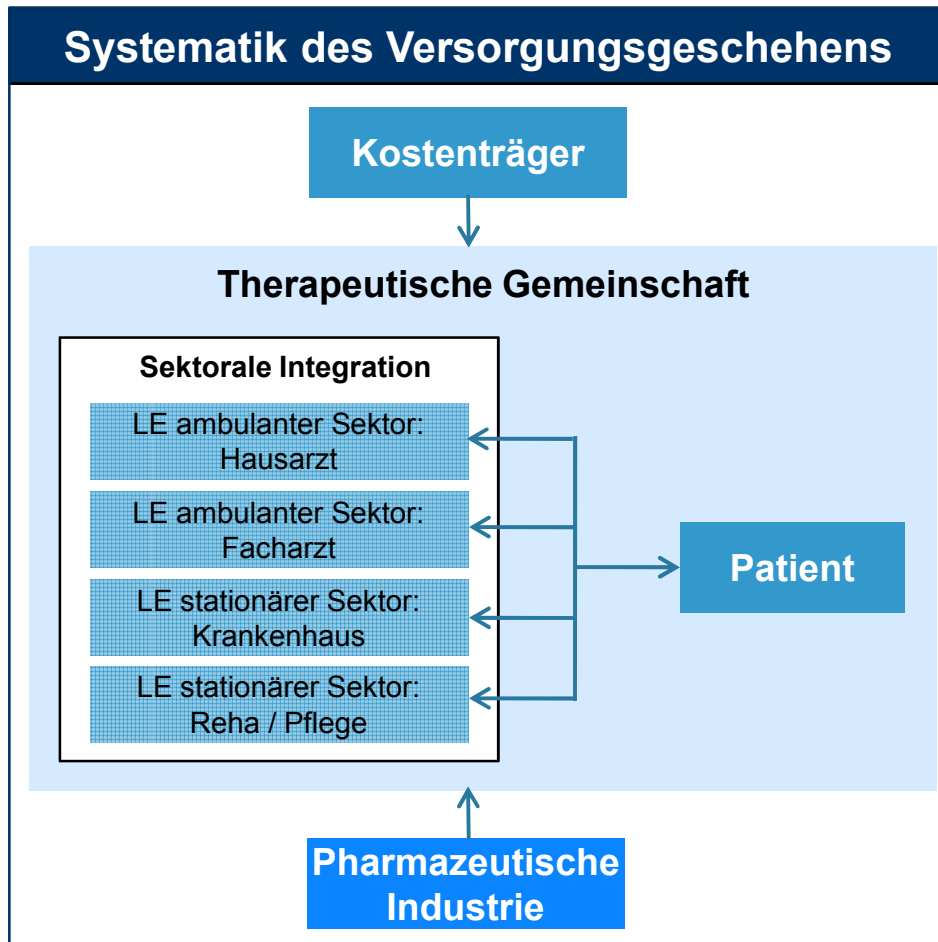 Systematik des Versorgungsgeschehens
Kostenträger
Therapeutische Gemeinschaft
Sektorale Integration
LE ambulanter Sektor:
Hausarzt
LE ambulanter Sektor:
Facharzt
LE stationärer Sektor:
Krankenhaus
LE stationärer Sektor:
Reha / Pflege
Patient
Pharmazeutische
Industrie